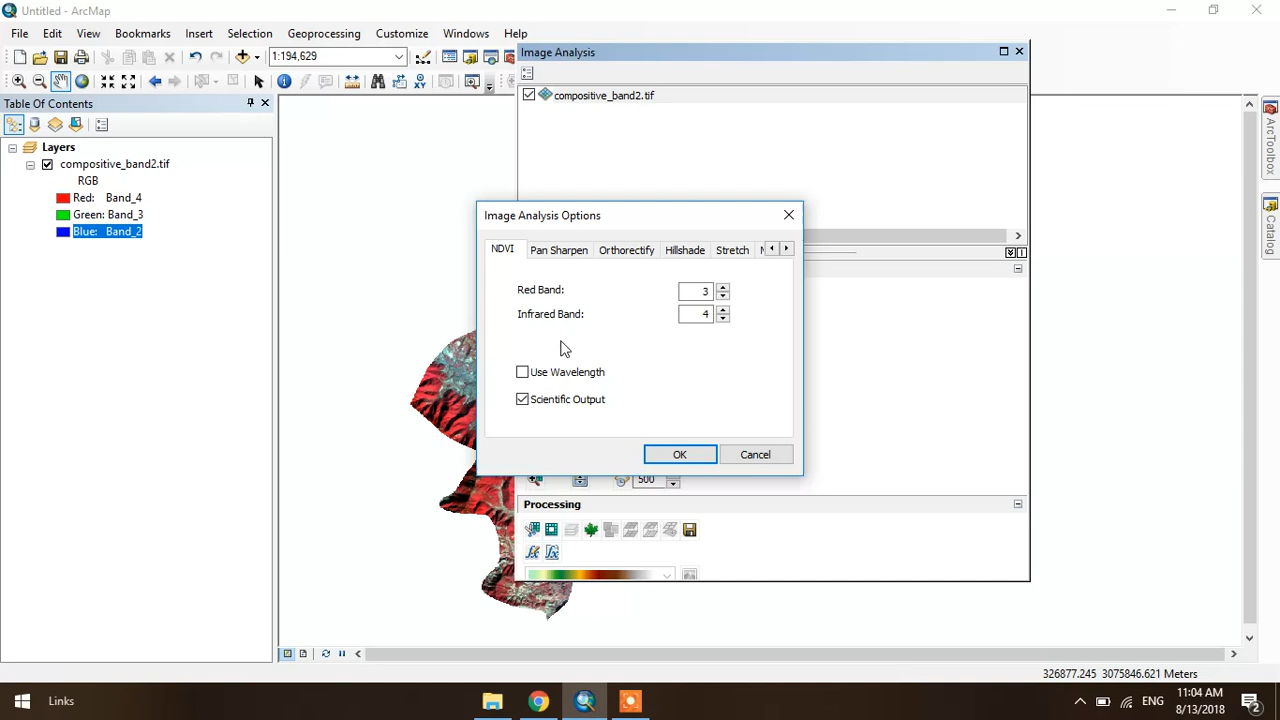 Untitled - ArcMap
File Edit View Bookmarks Insert Selection Geoprocessing Customize Windows Help
1:194,629
Table Of Contents
Layers
compositive_band2.tif
RGB
Red: Band_4
Green: Band_3
Blue: Band_2
Image Analysis
compositive_band2.tif
Image Analysis Options
NDVI Pan Sharpen Orthorectify Hillshade Stretch
Red Band: 3
Infrared Band: 4
Use Wavelength
Scientific Output
OK Cancel
500
Processing
ArcToolbox
Catalog
326877.245 3075846.621 Meters
Links
ENG
11:04 AM
8/13/2018
2